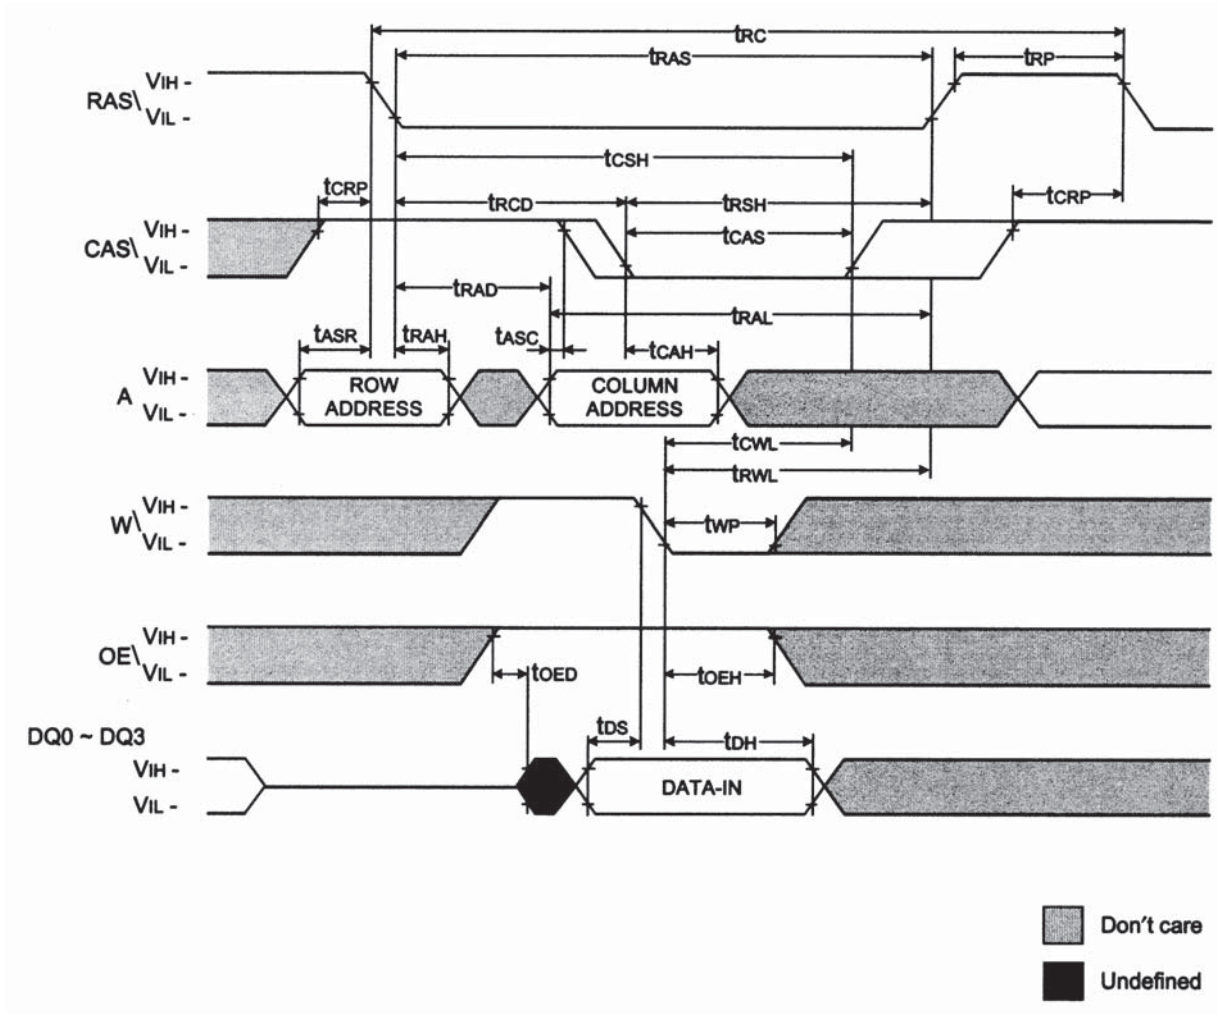 tRC
tRAS
tRP
VIH -
RAS\
VIL -
tCSH
tCRP
tRCD
tRSH
tCRP
VIH -
tCAS
CAS\
VIL -
tRAD
tRAL
tASR
tRAH
tASC
tCAH
VIH -
A
VIL -
ROW
ADDRESS
COLUMN
ADDRESS
tCWL
tRWL
VIH -
W\
VIL -
tWP
VIH -
OE\
VIL -
tOED
tOEH
DQ0 ~ DQ3
tDS
tDH
VIH -
VIL -
DATA-IN
Don't care
Undefined